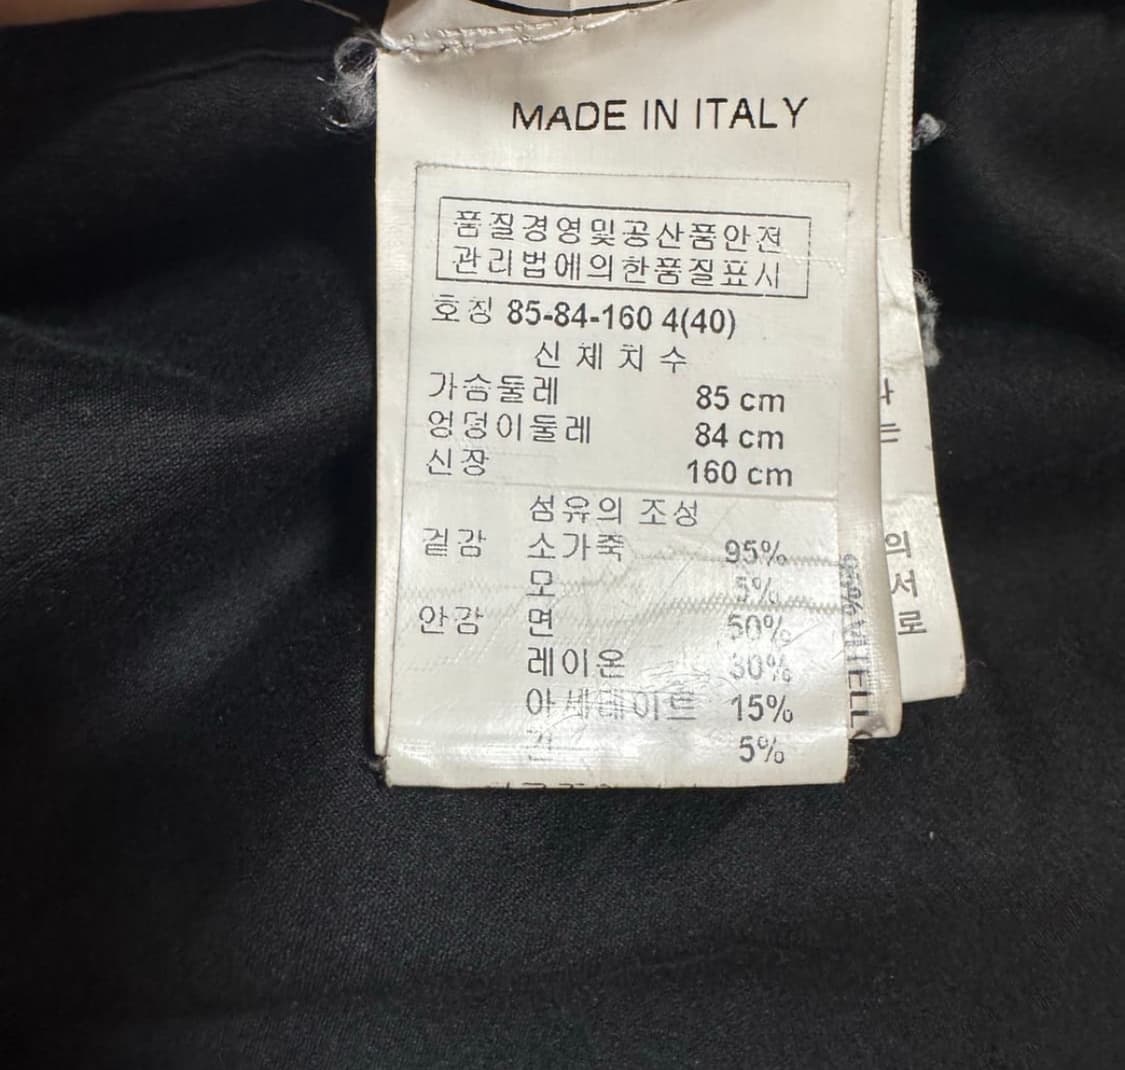 MADE IN ITALY
품질경영및공산품안전
관리법에의한품질표시
호칭 85-84-160 4(40)
신체치수
가슴둘레 85 cm
엉덩이둘레 84 cm
신장 160 cm
섬유의 조성
겉감 소가죽 95%
모 5%
안감 면 50%
레이온 30%
아세테이트 15%
5%
의
서
로